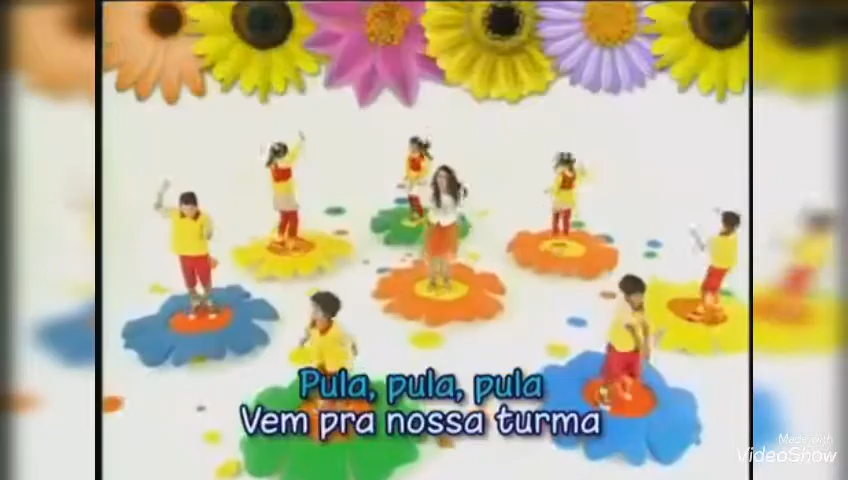 Pula, pula, pula
Vem pra nossa turma
Made with
VideoShow